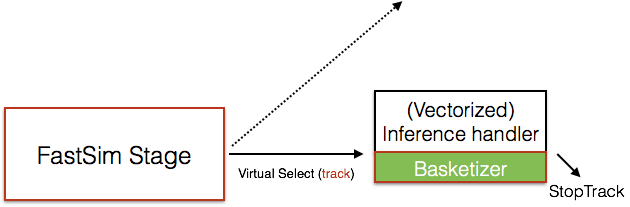 FastSim Stage
Virtual Select (track)
(Vectorized)
Inference handler
Basketizer
StopTrack